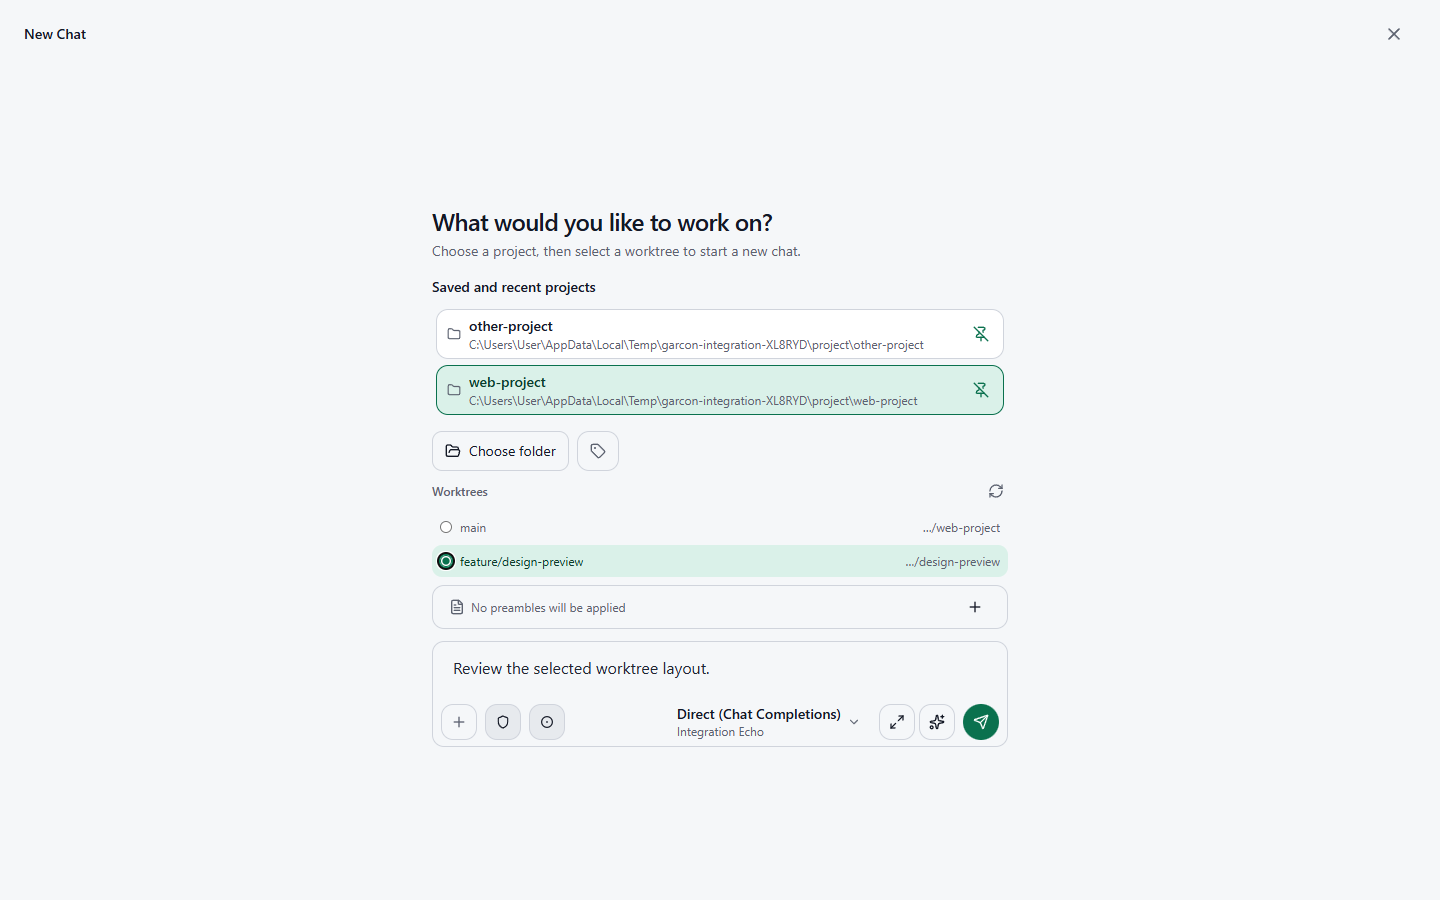 New Chat
What would you like to work on?
Choose a project, then select a worktree to start a new chat.
Saved and recent projects
other-project
C:\Users\User\AppData\Local\Temp\garcon-integration-XL8RYD\project\other-project
web-project
C:\Users\User\AppData\Local\Temp\garcon-integration-XL8RYD\project\web-project
Choose folder
Worktrees
main .../web-project
feature/design-preview .../design-preview
No preambles will be applied
Review the selected worktree layout.
Direct (Chat Completions)
Integration Echo